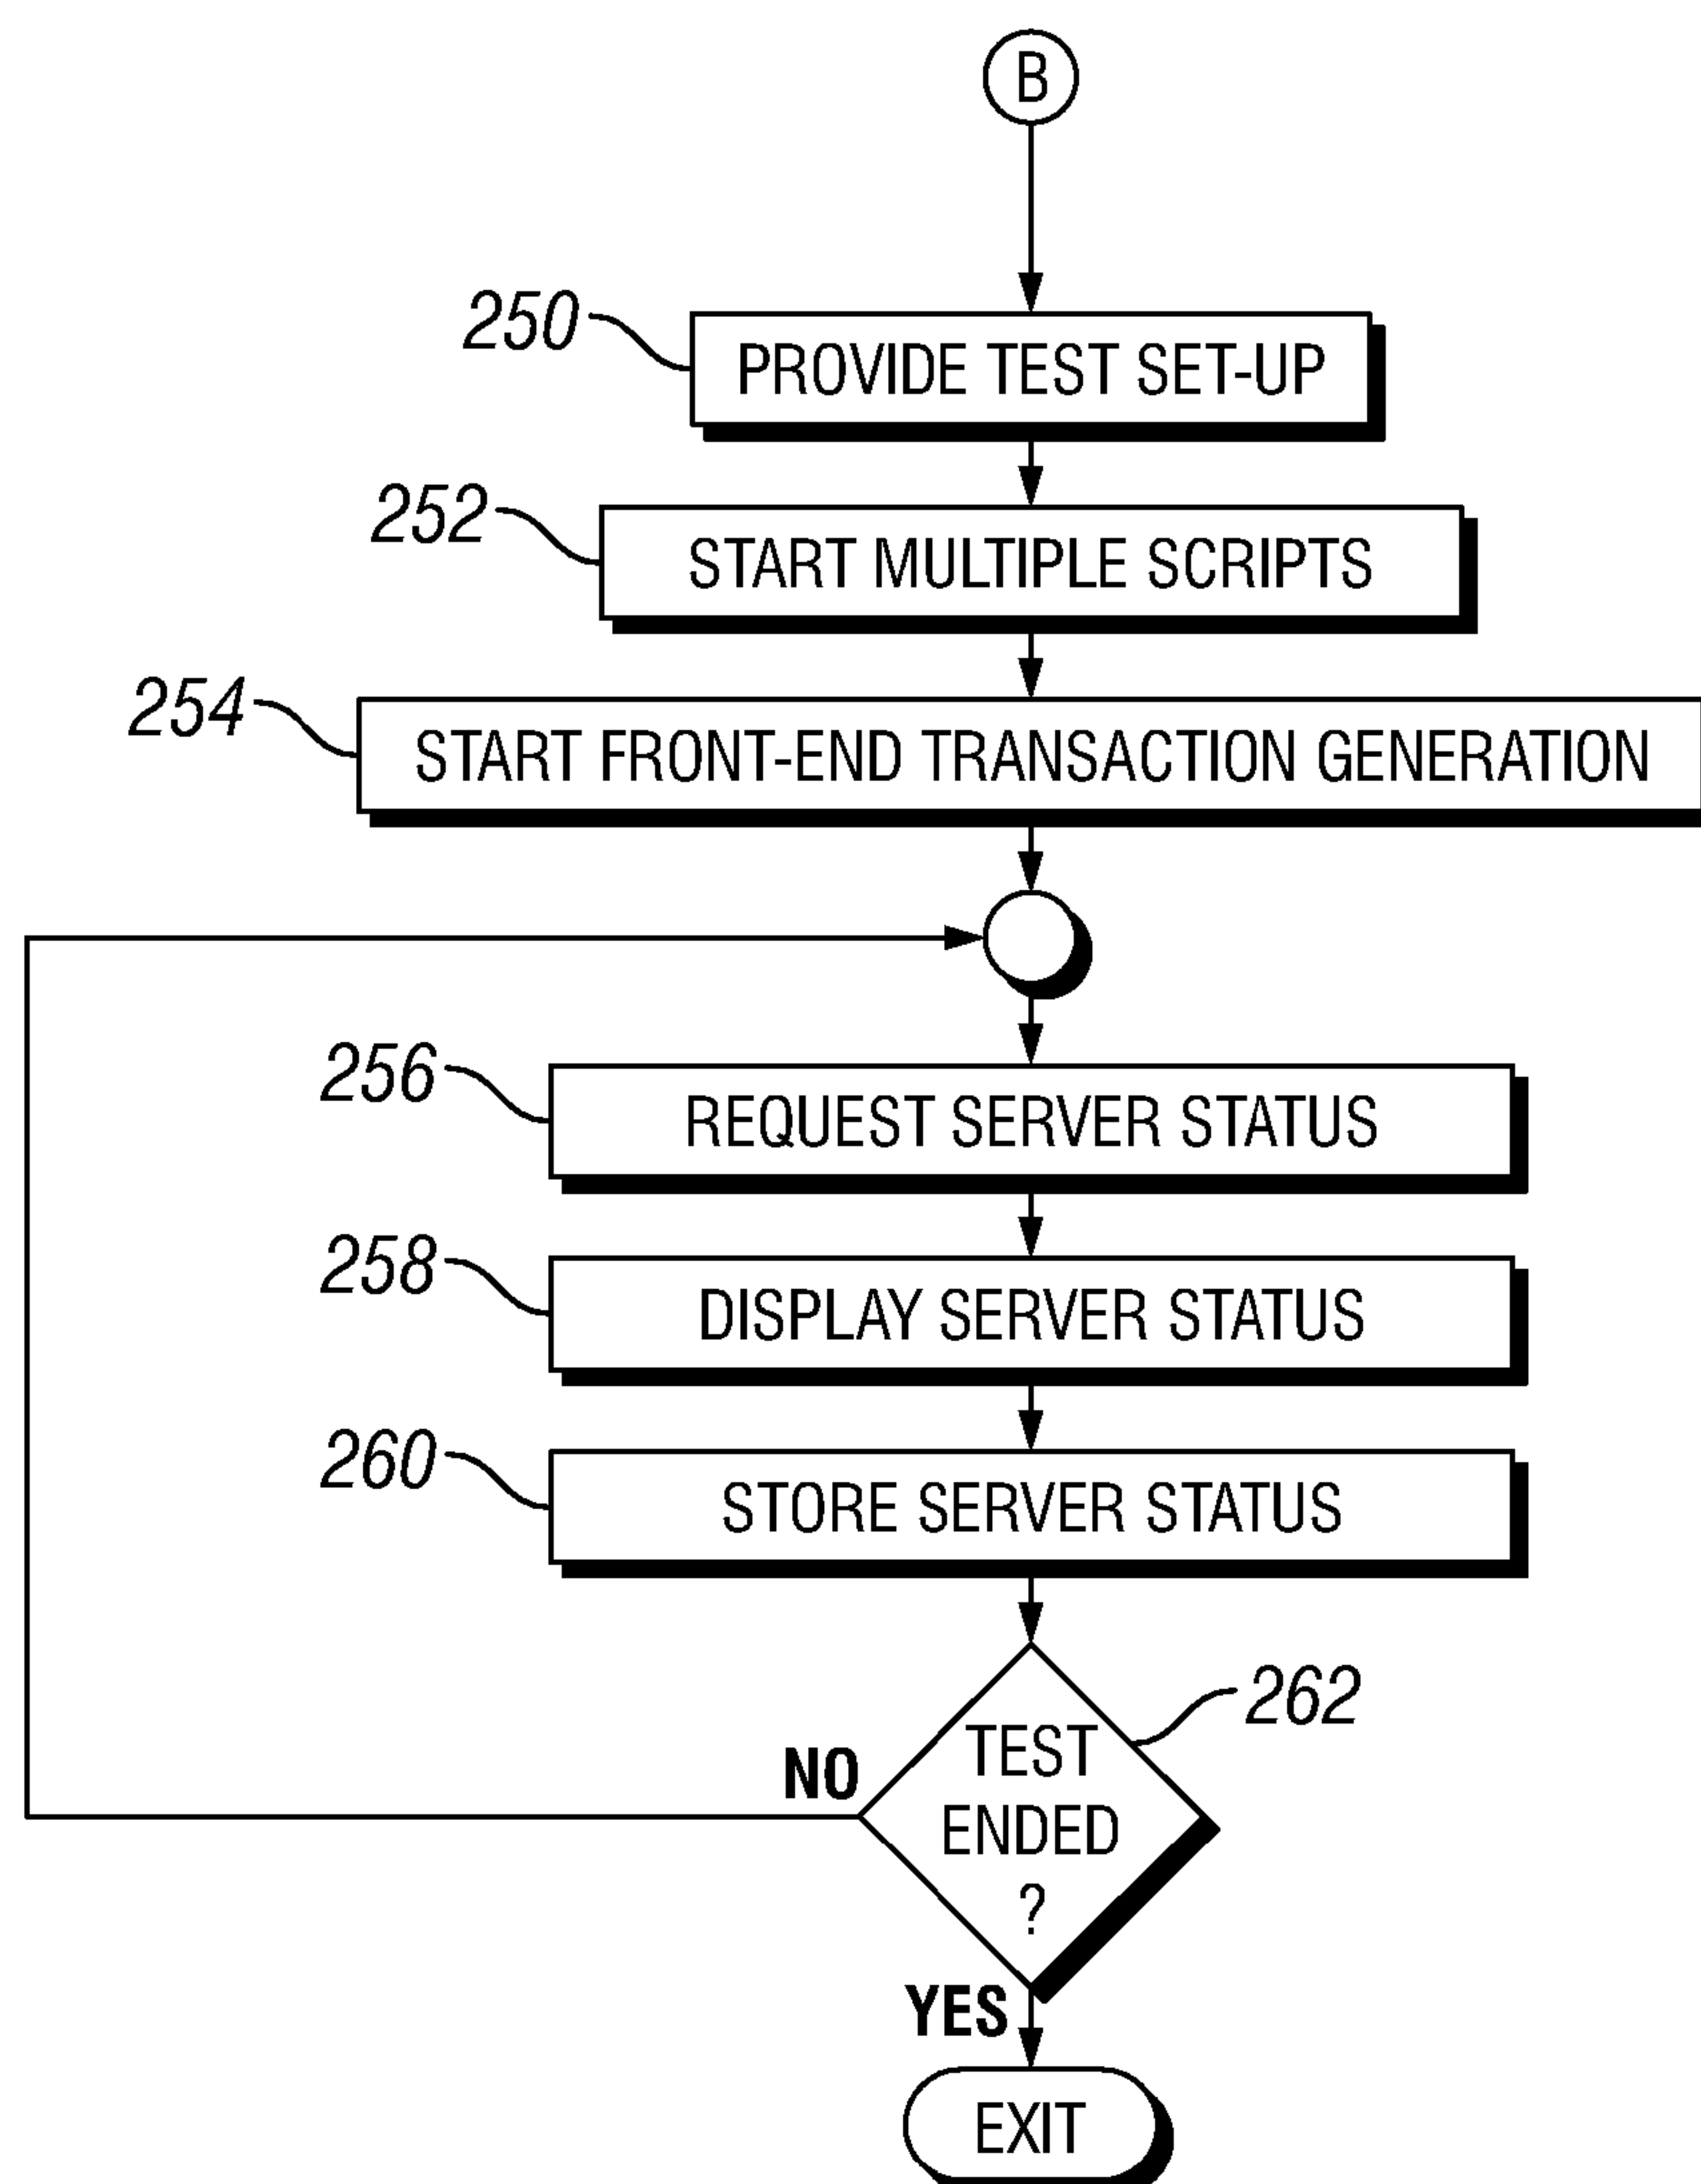 B
250
PROVIDE TEST SET-UP
252
START MULTIPLE SCRIPTS
254
START FRONT-END TRANSACTION GENERATION
256
REQUEST SERVER STATUS
258
DISPLAY SERVER STATUS
260
STORE SERVER STATUS
262
TEST
ENDED
?
NO
YES
EXIT